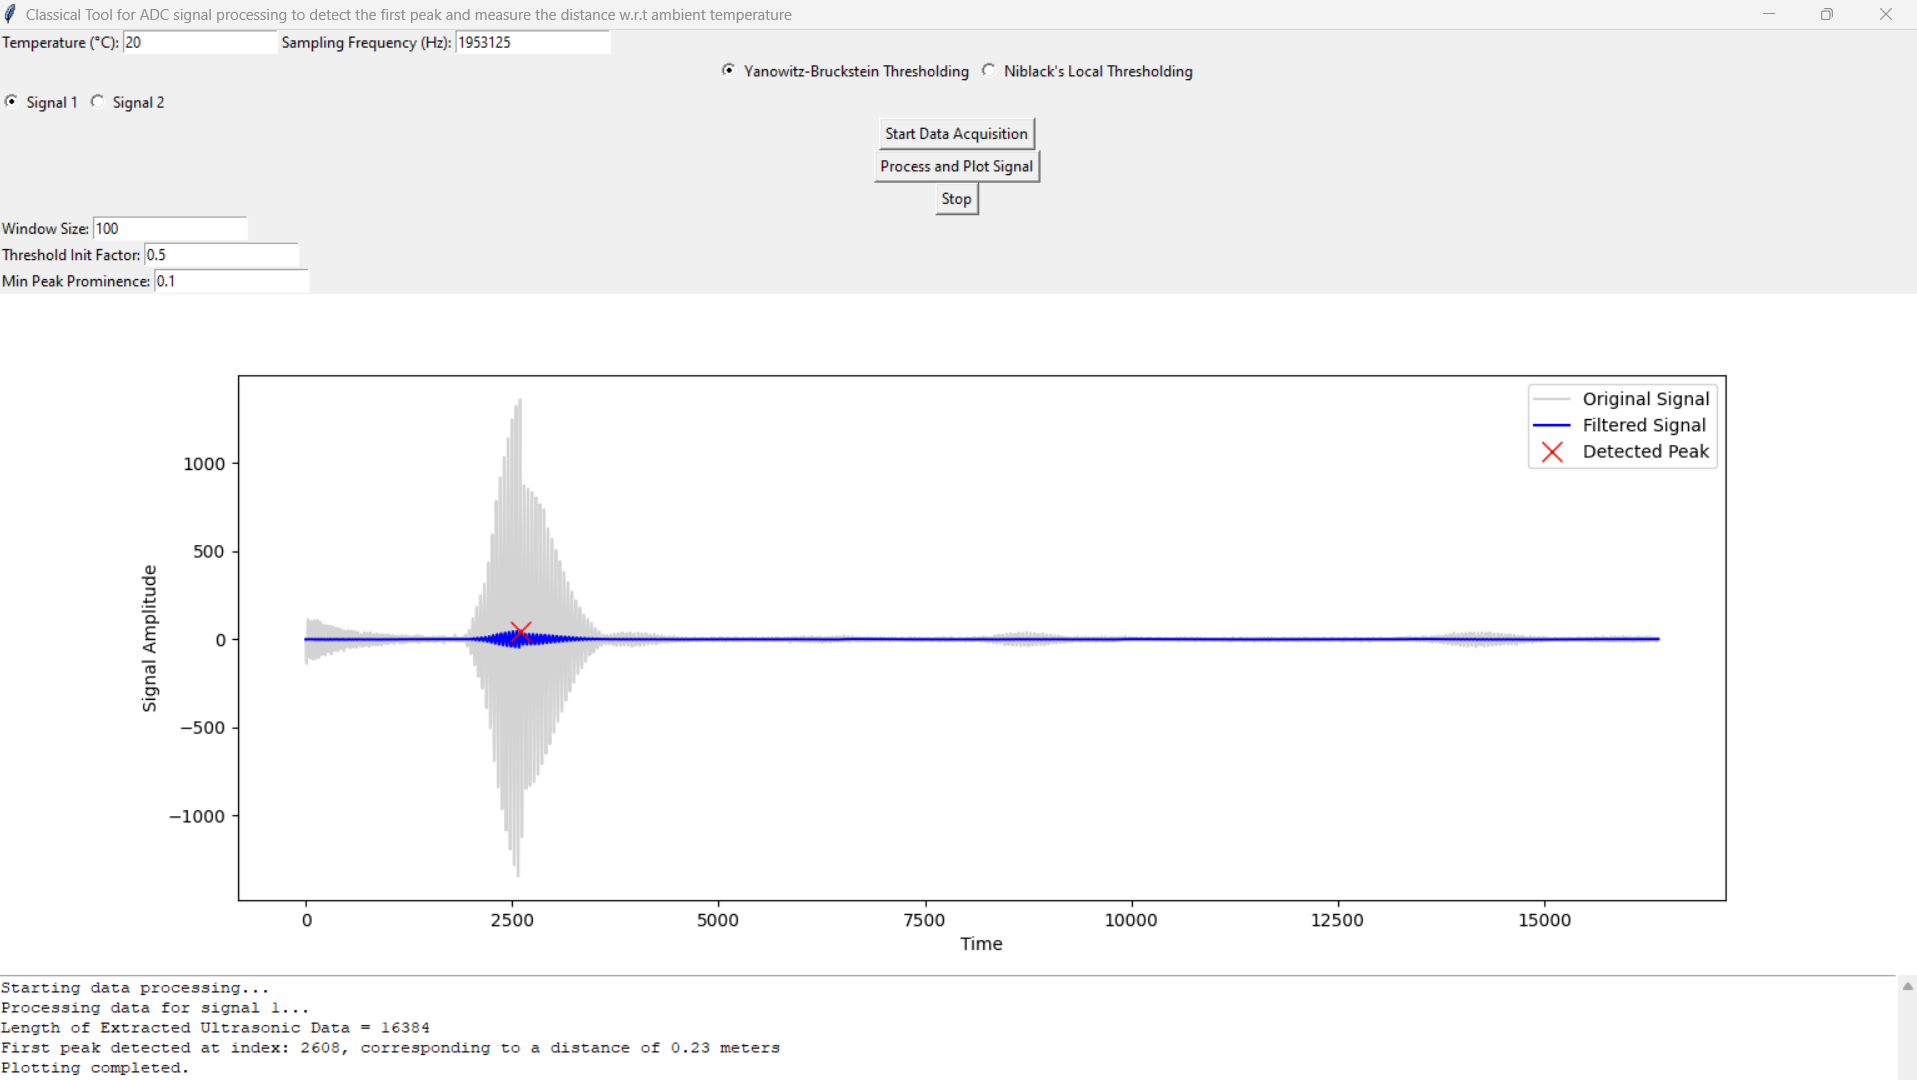 Classical Tool for ADC signal processing to detect the first peak and measure the distance w.r.t ambient temperature
Temperature (°C): 20 Sampling Frequency (Hz): 1953125
Yanowitz-Bruckstein Thresholding Niblack's Local Thresholding
Signal 1 Signal 2
Start Data Acquisition
Process and Plot Signal
Stop
Window Size: 100
Threshold Init Factor: 0.5
Min Peak Prominence: 0.1
Original Signal
Filtered Signal
Detected Peak
1000
500
0
−500
−1000
Signal Amplitude
0 2500 5000 7500 10000 12500 15000
Time
Starting data processing...
Processing data for signal 1...
Length of Extracted Ultrasonic Data = 16384
First peak detected at index: 2608, corresponding to a distance of 0.23 meters
Plotting completed.